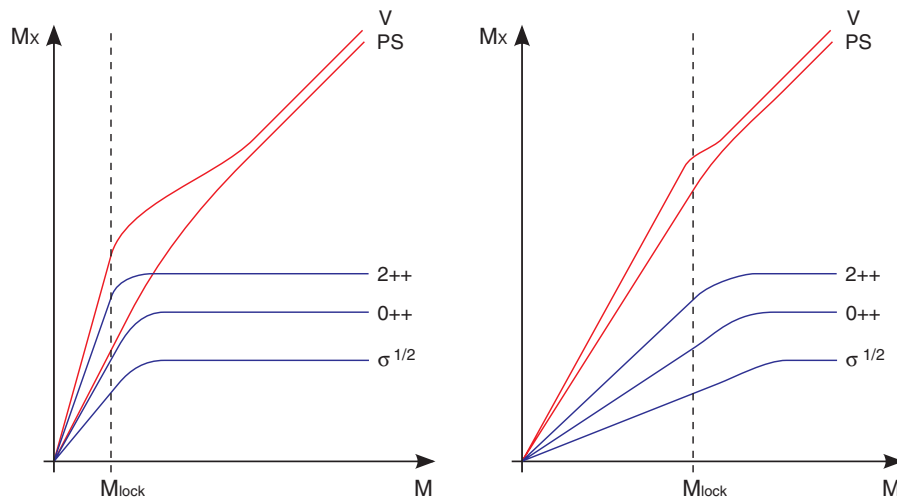 Mx
V
PS
2++
0++
σ 1/2
Mlock
M
Mx
V
PS
2++
0++
σ 1/2
Mlock
M